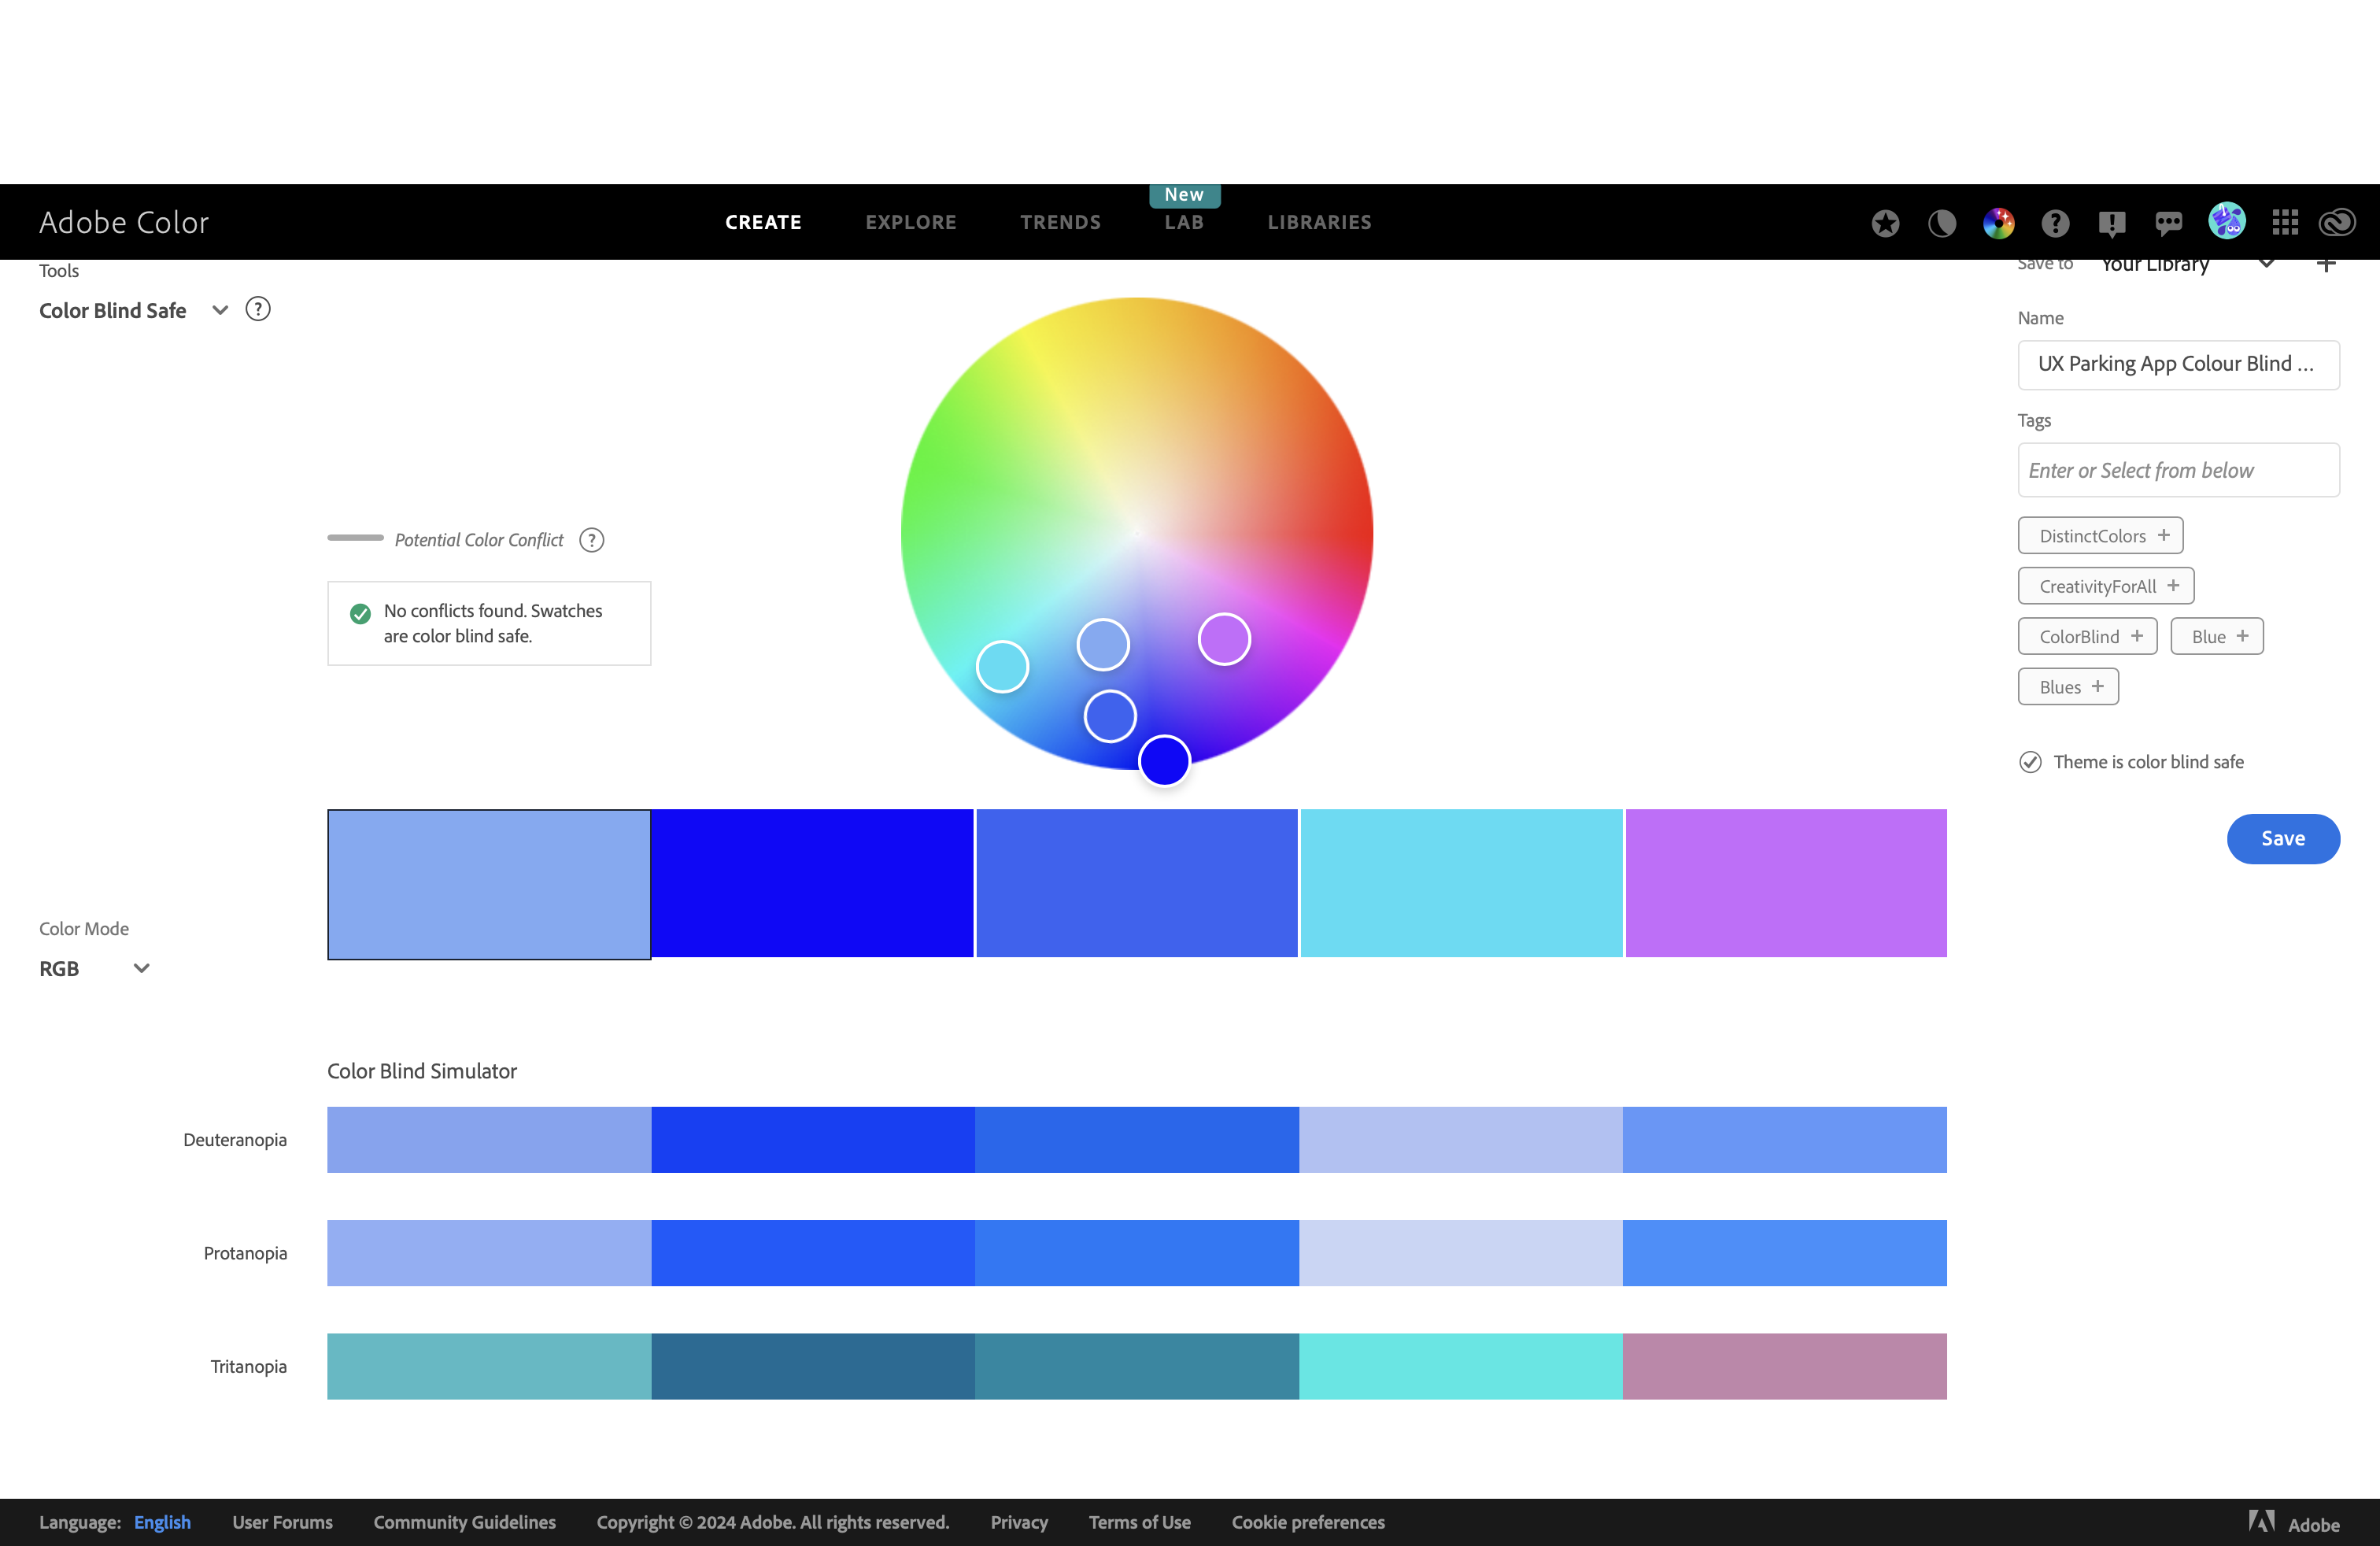 Adobe Color
CREATE
EXPLORE
TRENDS
New
LAB
LIBRARIES
Tools
Color Blind Safe
Save to
Your Library
Name
UX Parking App Colour Blind ...
Tags
Enter or Select from below
DistinctColors +
CreativityForAll +
ColorBlind +
Blue +
Blues +
Theme is color blind safe
Save
Potential Color Conflict
No conflicts found. Swatches
are color blind safe.
Color Mode
RGB
Color Blind Simulator
Deuteranopia
Protanopia
Tritanopia
Language: English
User Forums
Community Guidelines
Copyright © 2024 Adobe. All rights reserved.
Privacy
Terms of Use
Cookie preferences
Adobe